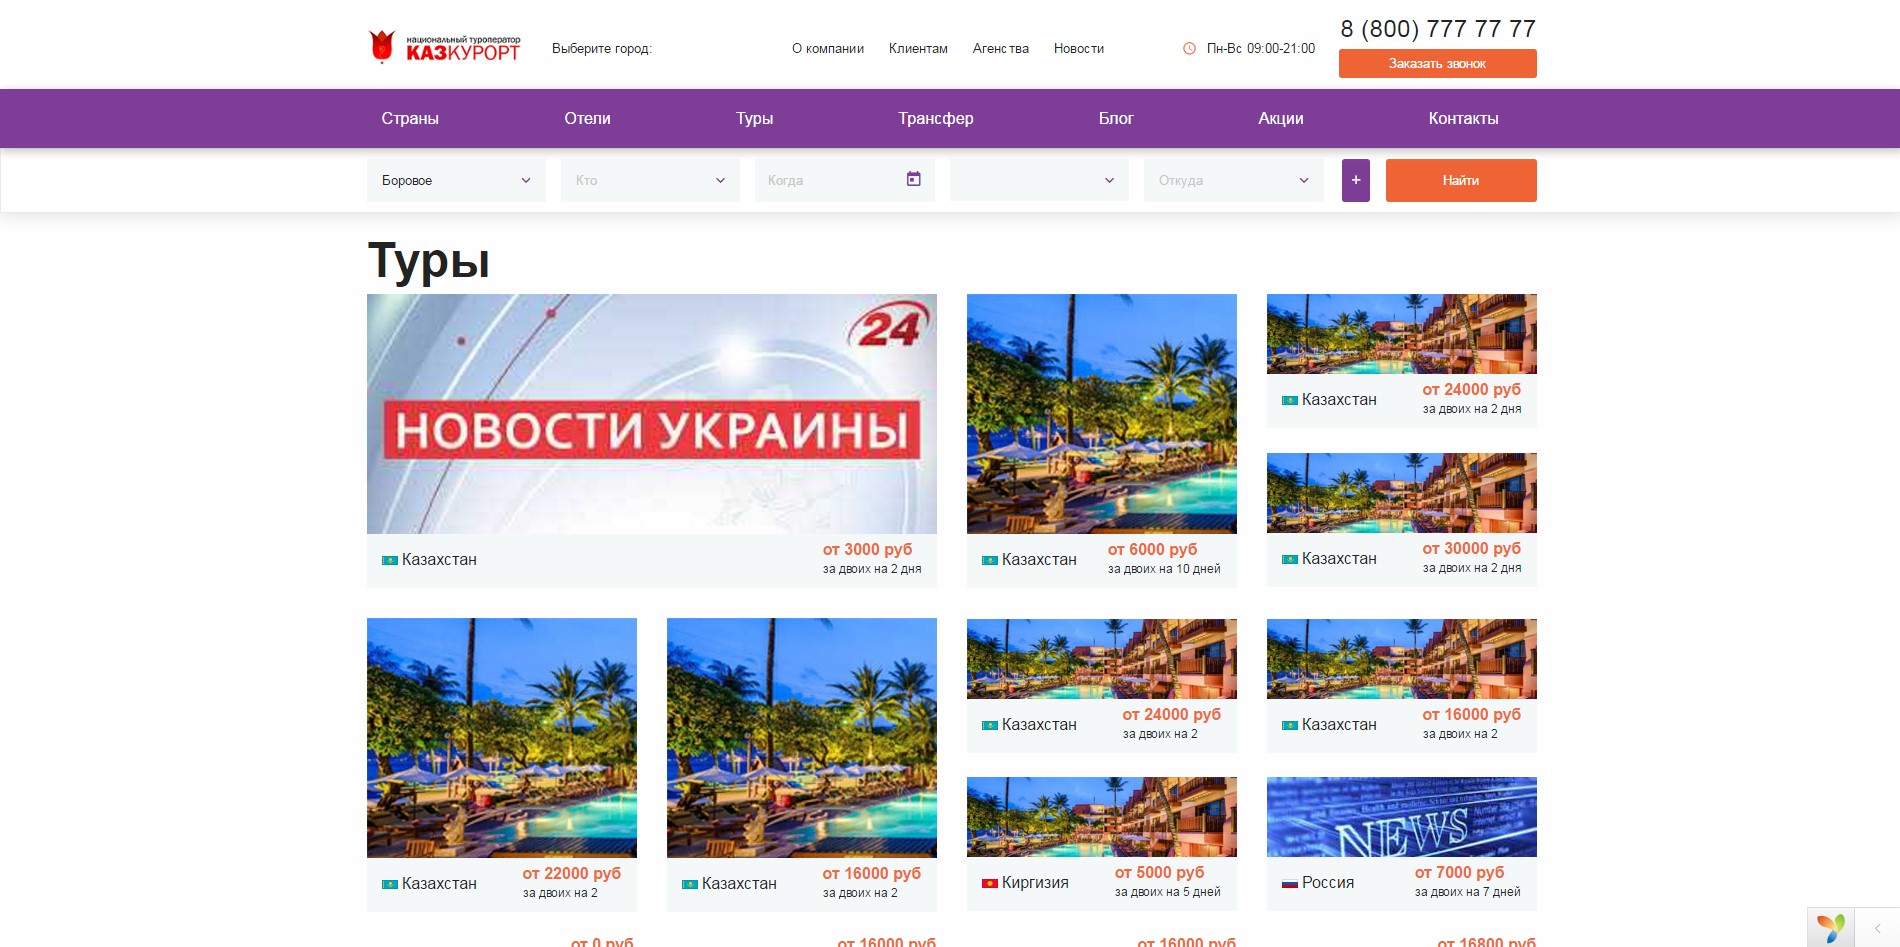 национальный туроператор
КАЗКУРОРТ
Выберите город:
О компании Клиентам Агенства Новости
Пн-Вс 09:00-21:00
8 (800) 777 77 77
Заказать звонок
Страны Отели Туры Трансфер Блог Акции Контакты
Боровое Кто Когда Откуда + Найти
Туры
24
НОВОСТИ УКРАИНЫ
Казахстан
от 3000 руб
за двоих на 2 дня
Казахстан
от 6000 руб
за двоих на 10 дней
Казахстан
от 24000 руб
за двоих на 2 дня
Казахстан
от 30000 руб
за двоих на 2 дня
Казахстан
от 22000 руб
за двоих на 2
Казахстан
от 16000 руб
за двоих на 2
Казахстан
от 24000 руб
за двоих на 2
Казахстан
от 16000 руб
за двоих на 2
Киргизия
от 5000 руб
за двоих на 5 дней
NEWS
Россия
от 7000 руб
за двоих на 7 дней
от 0 руб
от 16000 руб
от 16000 руб
от 16800 руб